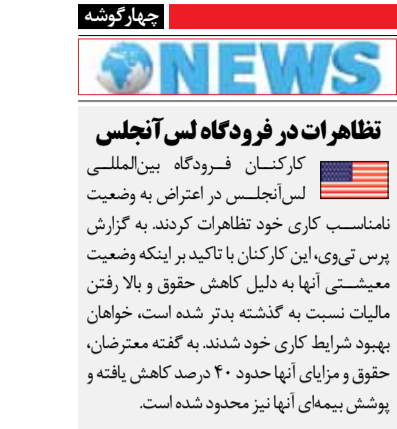 چهارگوشه
NEWS
تظاهرات در فرودگاه لس‌آنجلس
کارکنان فرودگاه بین‌المللی
لس‌آنجلس در اعتراض به وضعیت
نامناسب کاری خود تظاهرات کردند. به گزارش
پرس تی‌وی، این کارکنان با تاکید بر اینکه وضعیت
معیشتی آنها به دلیل کاهش حقوق و بالا رفتن
مالیات نسبت به گذشته بدتر شده است، خواهان
بهبود شرایط کاری خود شدند. به گفته معترضان،
حقوق و مزایای آنها حدود ۴۰ درصد کاهش یافته و
پوشش بیمه‌ای آنها نیز محدود شده است.